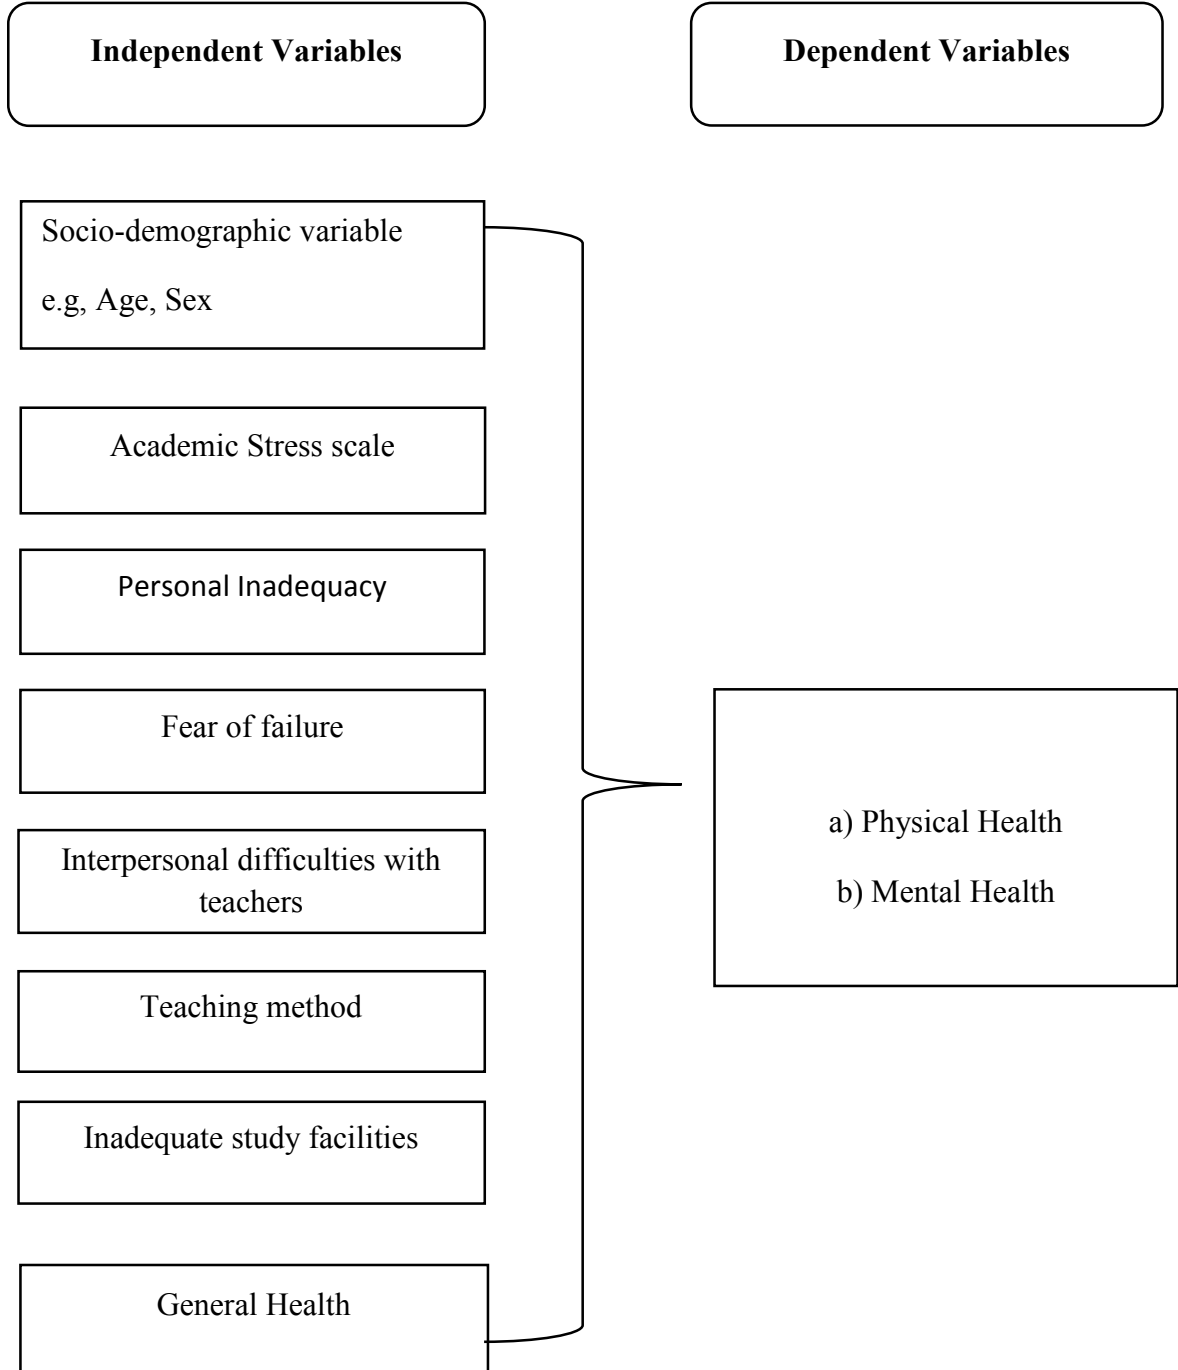 Independent Variables
Dependent Variables
Socio-demographic variable
e.g, Age, Sex
Academic Stress scale
Personal Inadequacy
Fear of failure
Interpersonal difficulties with
teachers
Teaching method
Inadequate study facilities
General Health
a) Physical Health
b) Mental Health